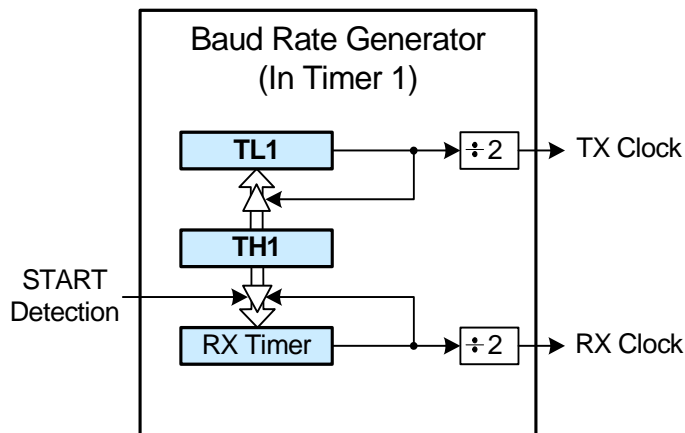 Baud Rate Generator
(In Timer 1)
TL1
÷2
TX Clock
TH1
START
Detection
RX Timer
÷2
RX Clock